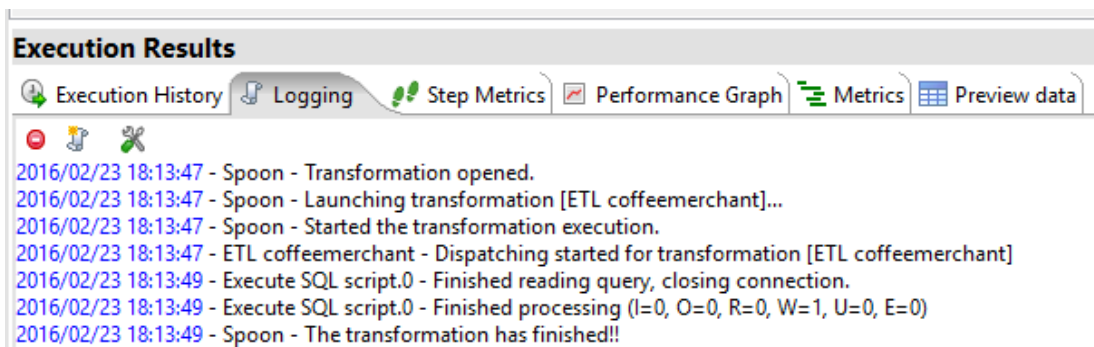 Execution Results
Execution History Logging Step Metrics Performance Graph Metrics Preview data
2016/02/23 18:13:47 - Spoon - Transformation opened.
2016/02/23 18:13:47 - Spoon - Launching transformation [ETL coffeemerchant]...
2016/02/23 18:13:47 - Spoon - Started the transformation execution.
2016/02/23 18:13:47 - ETL coffeemerchant - Dispatching started for transformation [ETL coffeemerchant]
2016/02/23 18:13:49 - Execute SQL script.0 - Finished reading query, closing connection.
2016/02/23 18:13:49 - Execute SQL script.0 - Finished processing (I=0, O=0, R=0, W=1, U=0, E=0)
2016/02/23 18:13:49 - Spoon - The transformation has finished!!